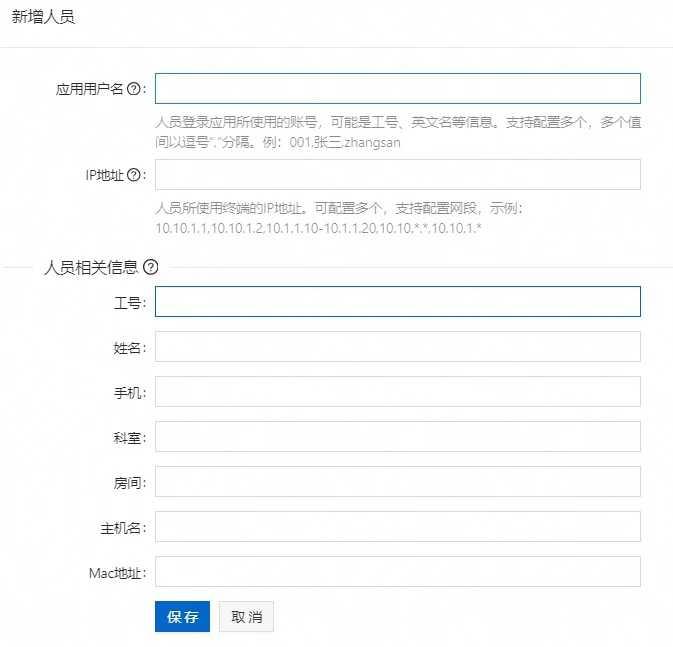 新增人员
应用用户名?:
人员登录应用所使用的账号，可能是工号、英文名等信息。支持配置多个，多个值
间以逗号”,”分隔。例：001,张三,zhangsan
IP地址?:
人员所使用终端的IP地址。可配置多个，支持配置网段，示例：
10.10.1.1,10.10.1.2,10.1.1.10-10.1.1.20,10.10.*.*,10.10.1.*
人员相关信息?
工号:
姓名:
手机:
科室:
房间:
主机名:
Mac地址:
保存 取消